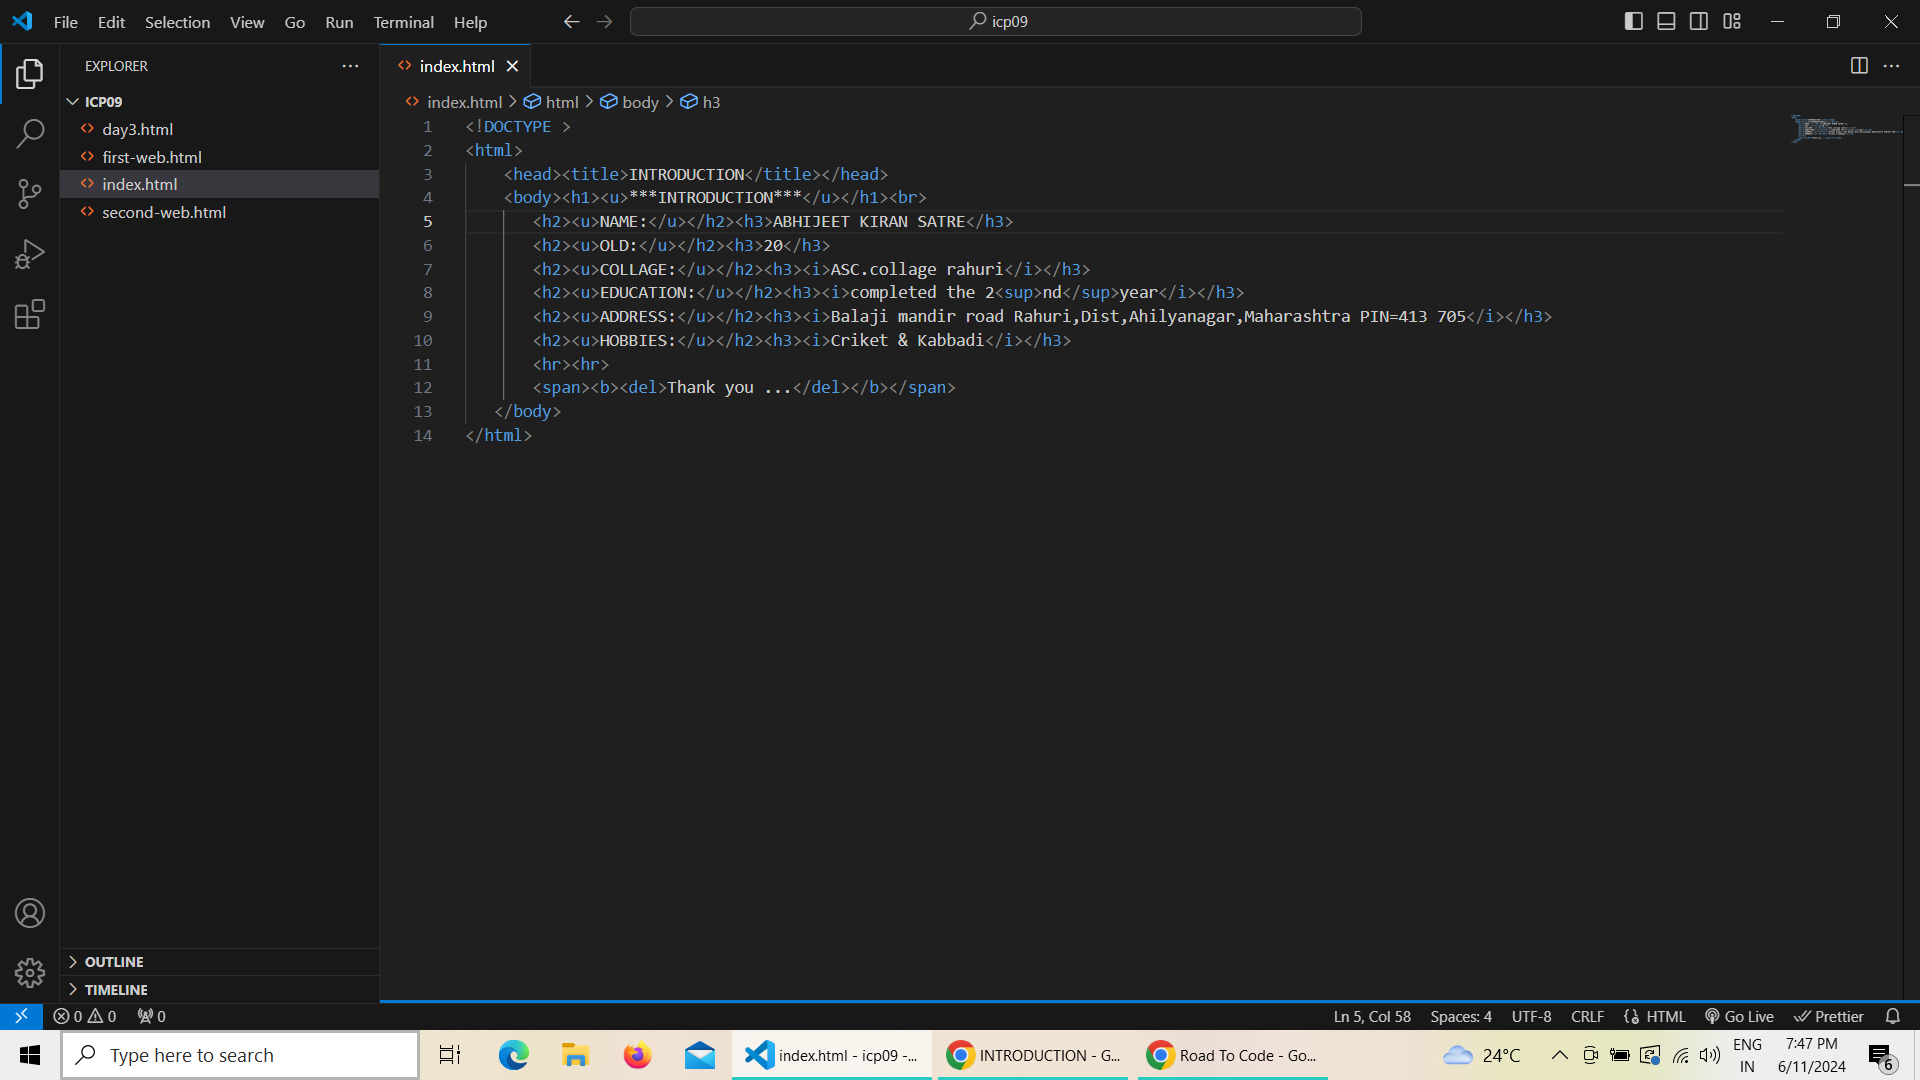 File Edit Selection View Go Run Terminal Help
icp09
EXPLORER
index.html
ICP09
day3.html
first-web.html
index.html
second-web.html
index.html > html > body > h3
1 <!DOCTYPE >
2 <html>
3 <head><title>INTRODUCTION</title></head>
4 <body><h1><u>***INTRODUCTION***</u></h1><br>
5 <h2><u>NAME:</u></h2><h3>ABHIJEET KIRAN SATRE</h3>
6 <h2><u>OLD:</u></h2><h3>20</h3>
7 <h2><u>COLLAGE:</u></h2><h3><i>ASC.collage rahuri</i></h3>
8 <h2><u>EDUCATION:</u></h2><h3><i>completed the 2<sup>nd</sup>year</i></h3>
9 <h2><u>ADDRESS:</u></h2><h3><i>Balaji mandir road Rahuri,Dist,Ahilyanagar,Maharashtra PIN=413 705</i></h3>
10 <h2><u>HOBBIES:</u></h2><h3><i>Criket & Kabbadi</i></h3>
11 <hr><hr>
12 <span><b><del>Thank you ...</del></b></span>
13 </body>
14 </html>
OUTLINE
TIMELINE
0 0 0
Ln 5, Col 58 Spaces: 4 UTF-8 CRLF HTML Go Live Prettier
Type here to search
index.html - icp09 -...
INTRODUCTION - G...
Road To Code - Go...
24°C
ENG
IN
7:47 PM
6/11/2024
6